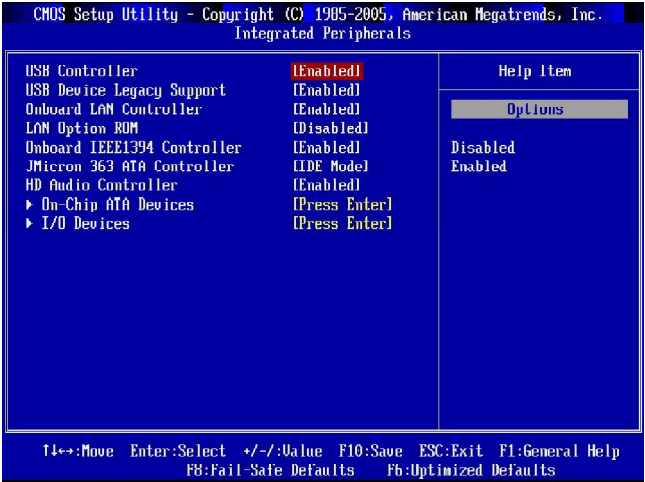 CMOS Setup Utility - Copyright (C) 1985-2005, American Megatrends, Inc.
Integrated Peripherals
USB Controller [Enabled]
USB Device Legacy Support [Enabled]
Onboard LAN Controller [Enabled]
LAN Option ROM [Disabled]
Onboard IEEE1394 Controller [Enabled]
JMicron 363 ATA Controller [IDE Mode]
HD Audio Controller [Enabled]
▸ On-Chip ATA Devices [Press Enter]
▸ I/O Devices [Press Enter]
Help Item
Options
Disabled
Enabled
↑↓←→:Move Enter:Select +/-/:Value F10:Save ESC:Exit F1:General Help
F8:Fail-Safe Defaults F6:Optimized Defaults